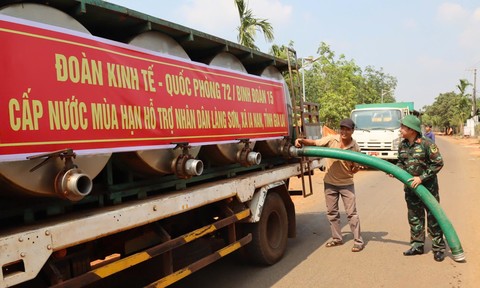 ĐOÀN KINH TẾ - QUỐC PHÒNG 72 / BINH ĐOÀN 15
CẤP NƯỚC MÙA HẠN HỖ TRỢ NHÂN DÂN LÀNG SƠN, XÃ IA NAN, TỈNH GIA LAI